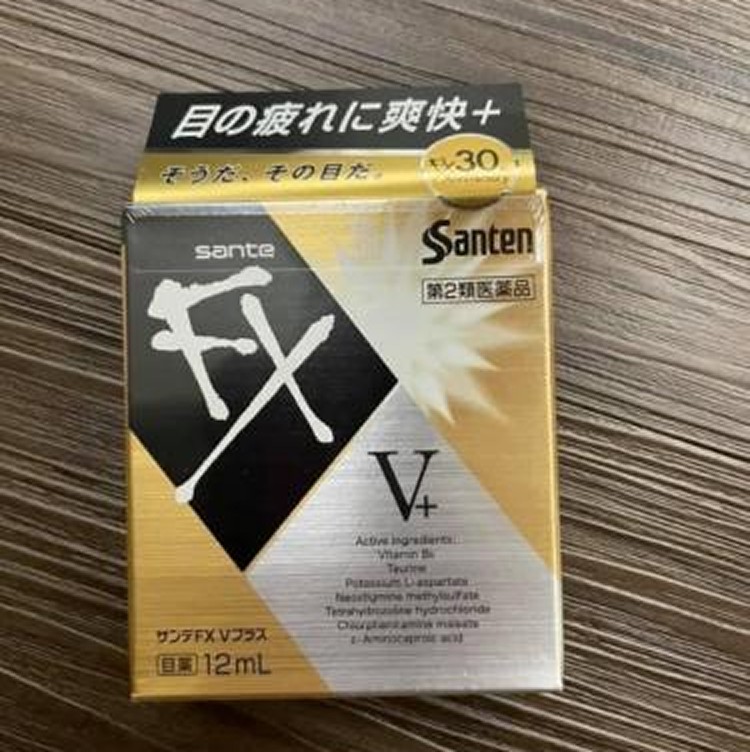 目の疲れに爽快+
そうだ、その目だ。
30
sante
Santen
FX
第2類医薬品
V+
Active ingredients:
Vitamin B6
Taurine
Potassium L-aspartate
Neostigmine methylsulfate
Tetrahydrozoline hydrochloride
Chlorpheniramine maleate
ε-Aminocaproic acid
サンテFX Vプラス
目薬 12mL